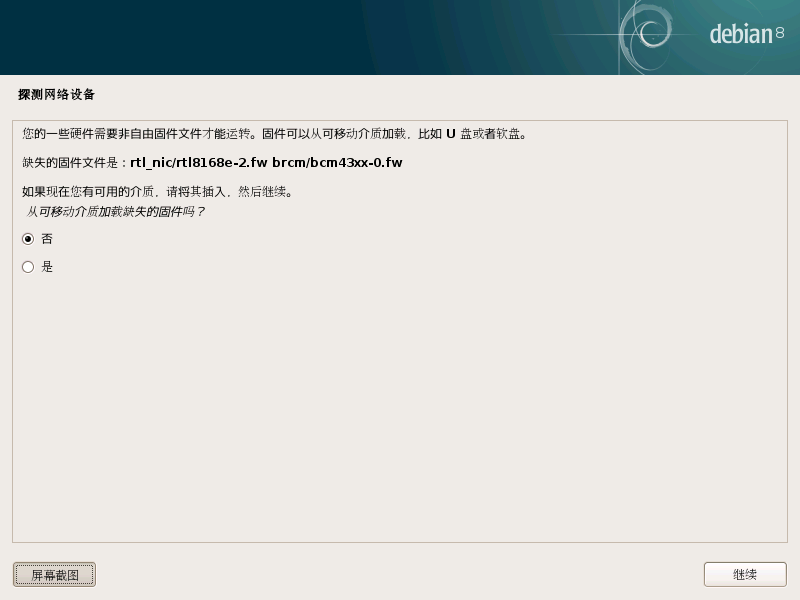 debian 8
探测网络设备
您的一些硬件需要非自由固件文件才能运转。固件可以从可移动介质加载，比如 U 盘或者软盘。
缺失的固件文件是：rtl_nic/rtl8168e-2.fw brcm/bcm43xx-0.fw
如果现在您有可用的介质，请将其插入，然后继续。
从可移动介质加载缺失的固件吗？
否
是
屏幕截图
继续